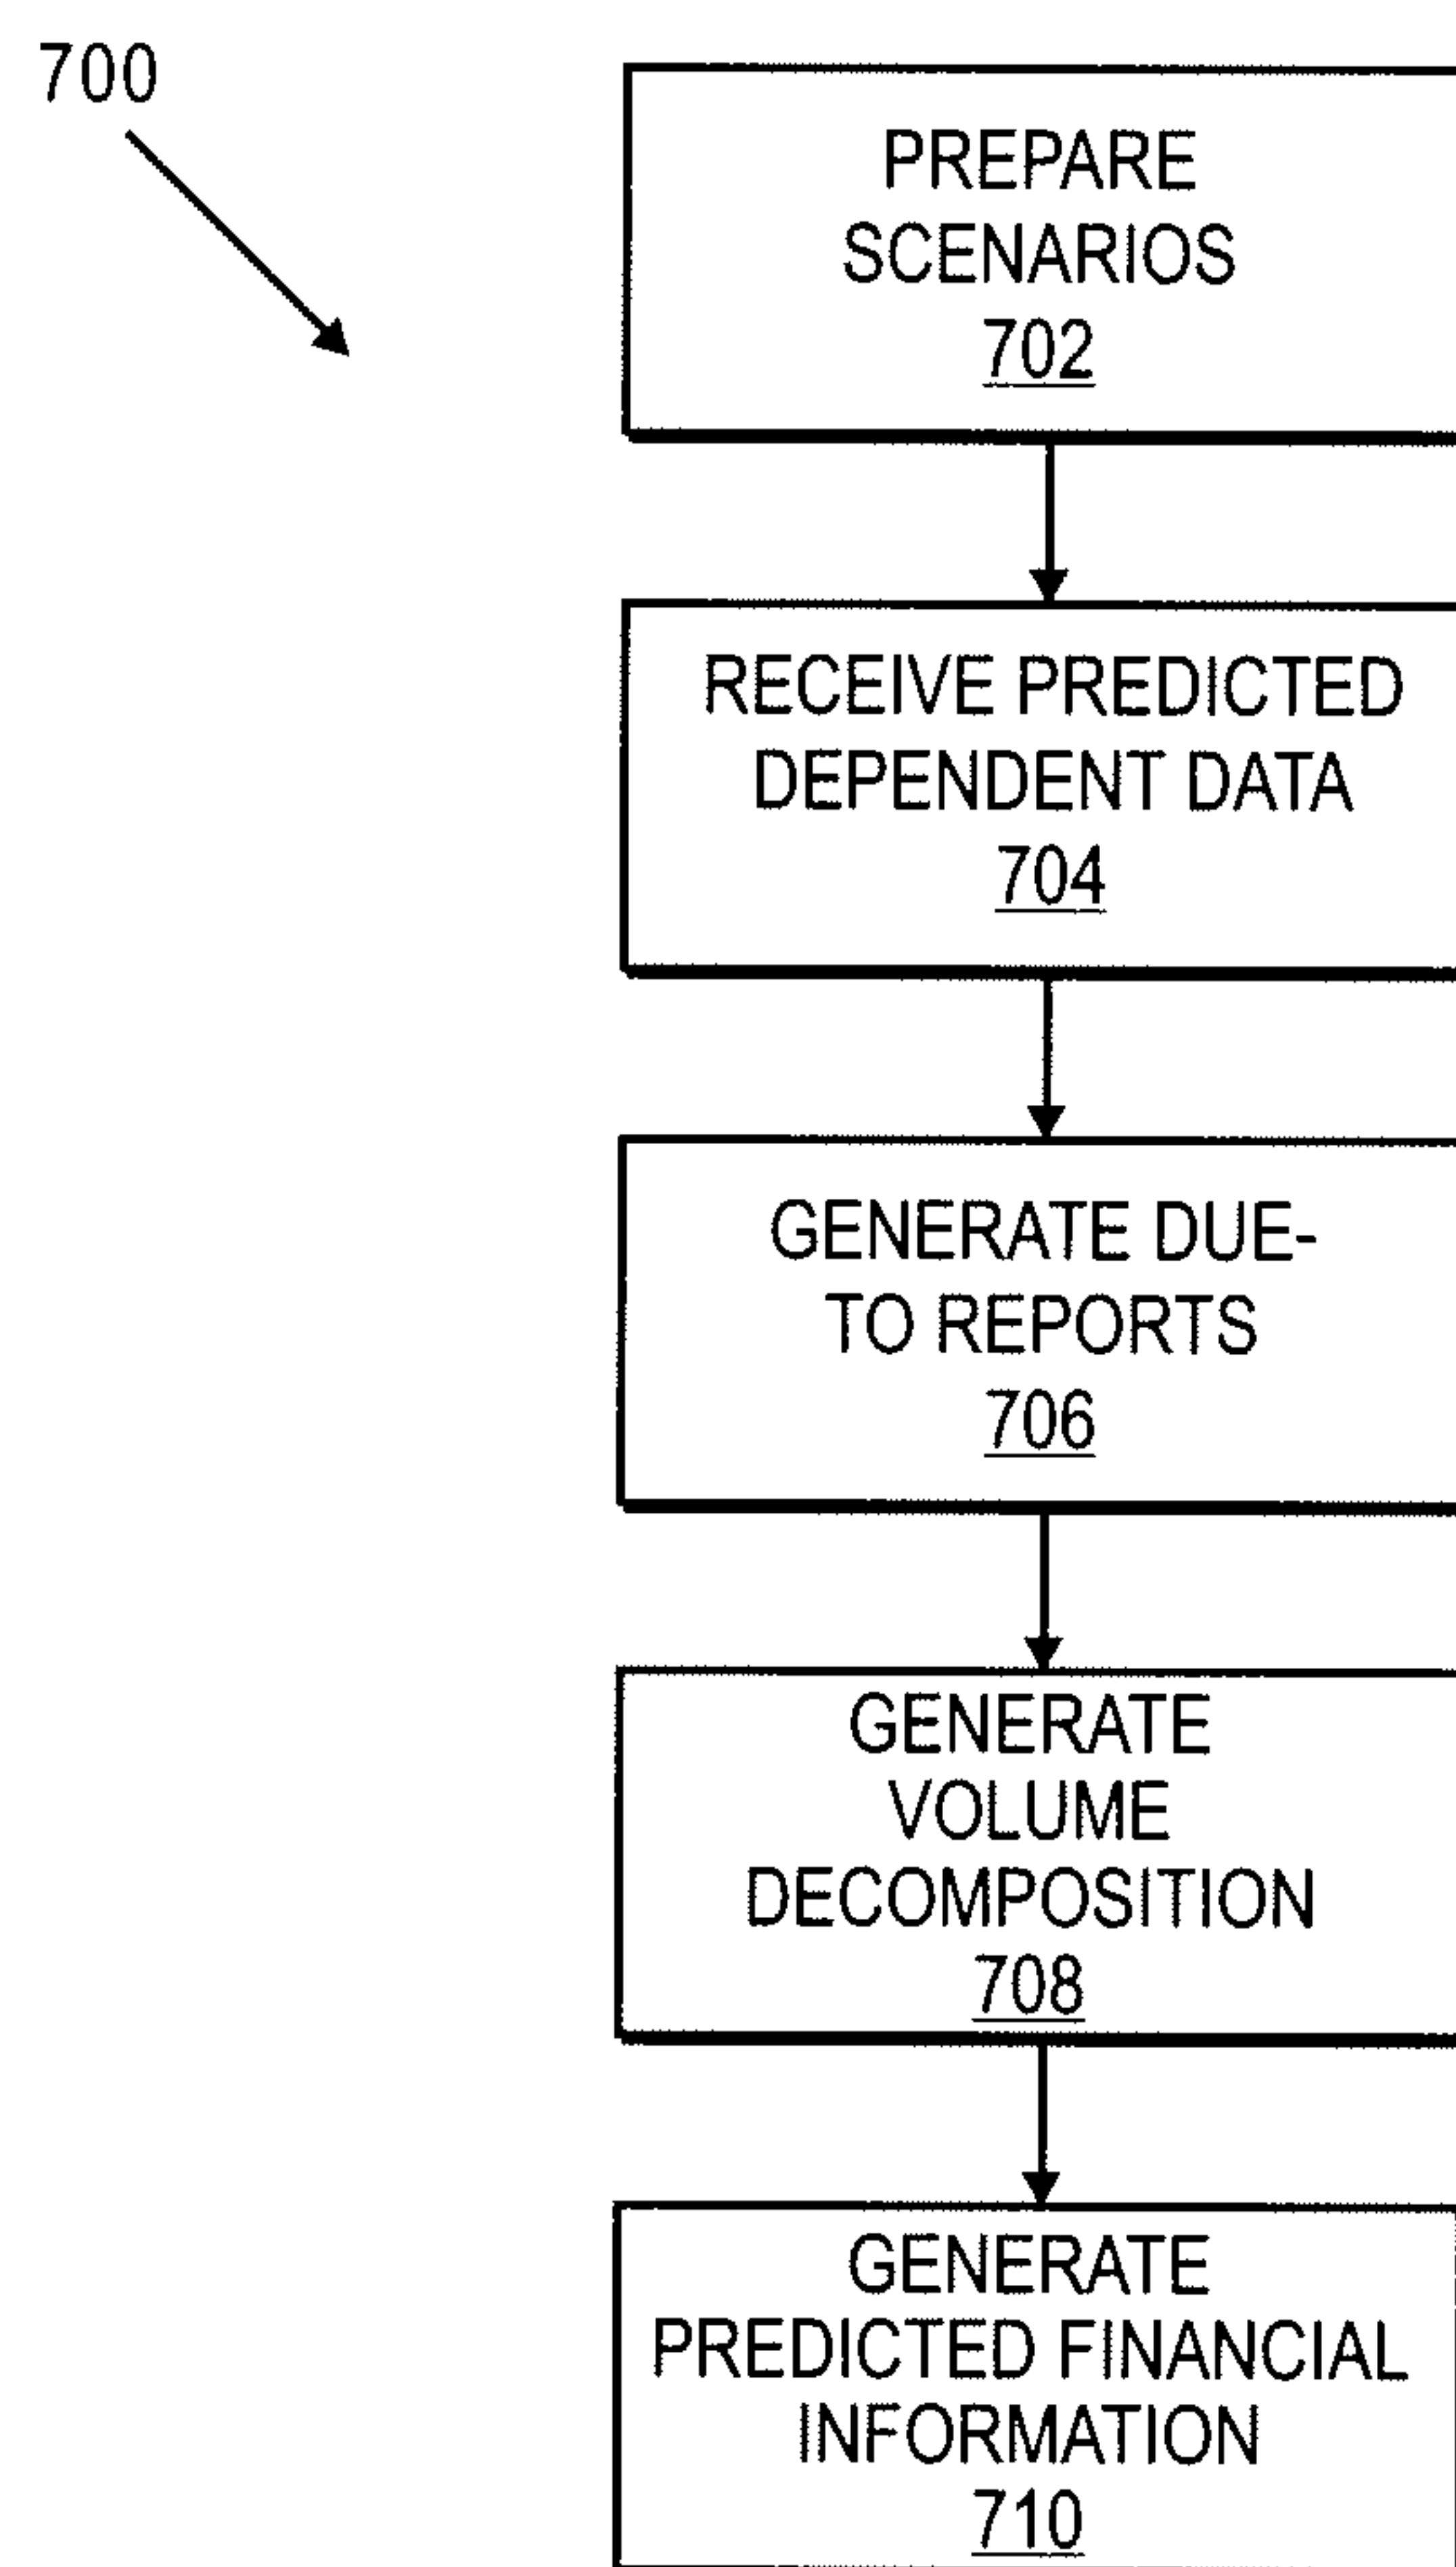 700
PREPARE
SCENARIOS
702
RECEIVE PREDICTED
DEPENDENT DATA
704
GENERATE DUE-
TO REPORTS
706
GENERATE
VOLUME
DECOMPOSITION
708
GENERATE
PREDICTED FINANCIAL
INFORMATION
710